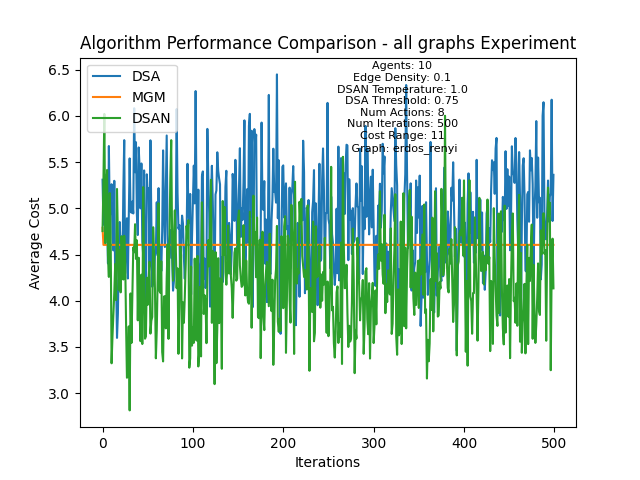 Algorithm Performance Comparison - all graphs Experiment
DSA
MGM
DSAN
Agents: 10
Edge Density: 0.1
DSAN Temperature: 1.0
DSA Threshold: 0.75
Num Actions: 8
Num Iterations: 500
Cost Range: 11
Graph: erdos_renyi
Average Cost
6.5
6.0
5.5
5.0
4.5
4.0
3.5
3.0
0 100 200 300 400 500
Iterations